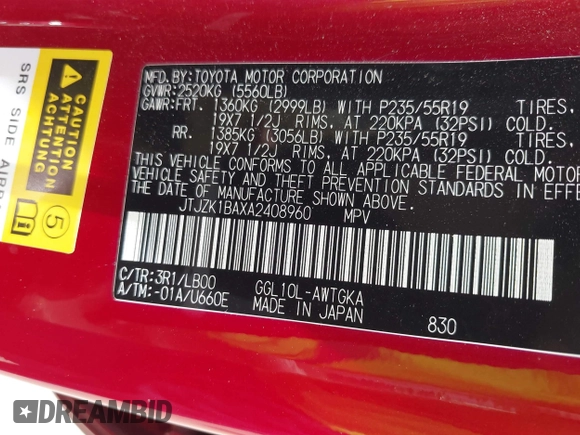 MFD. BY: TOYOTA MOTOR CORPORATION
GVWR: 2520KG (5560LB)
GAWR: FRT. 1360KG (2999LB) WITH P235/55R19 TIRES,
19X7 1/2J RIMS, AT 220KPA (32PSI) COLD.
RR. 1385KG (3056LB) WITH P235/55R19 TIRES,
19X7 1/2J RIMS, AT 220KPA (32PSI) COLD.
THIS VEHICLE CONFORMS TO ALL APPLICABLE FEDERAL MOTOR
VEHICLE SAFETY AND THEFT PREVENTION STANDARDS IN EFFE
ON THE DATE OF MANUFACTURE SHOWN ABOVE.
JTJZK1BAXA2408960 MPV
C/TR: 3R1/LB00 GGL10L-AWTGKA
A/TM: -01A/U660E MADE IN JAPAN 830
SRS SIDE AIRBA
CAUTION
ATTENTION
ACHTUNG
5
i
DREAMBID